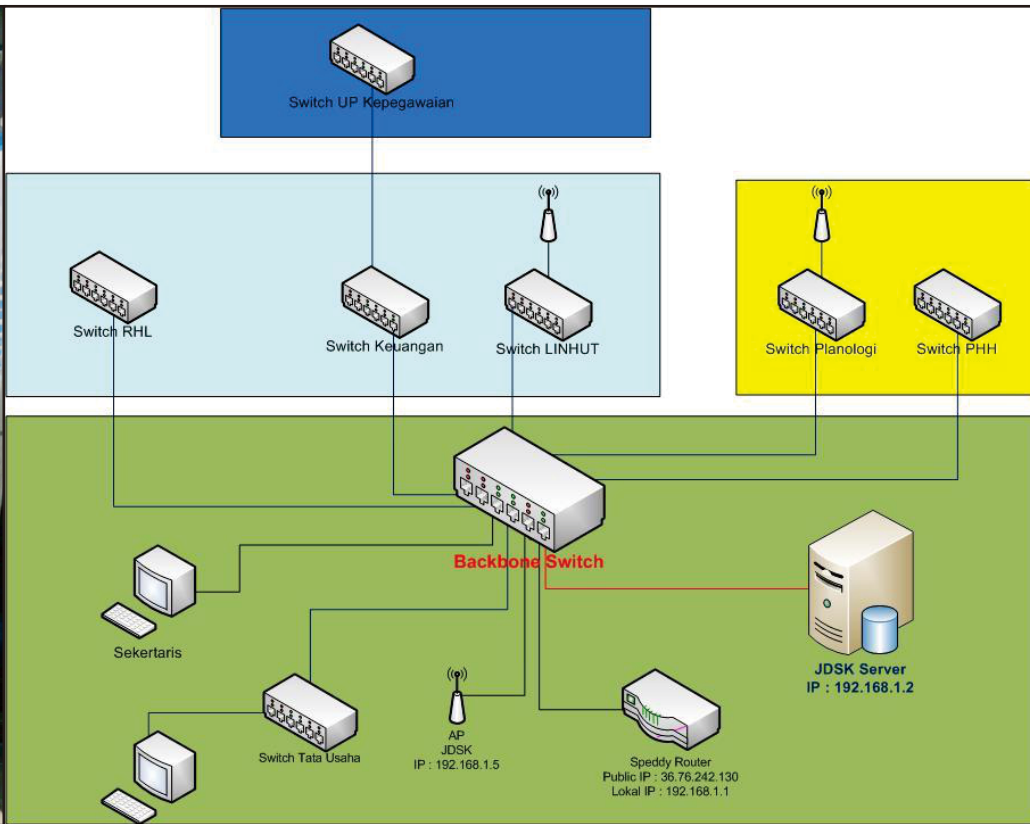 Switch UP Kepegawaian
Switch RHL
Switch Keuangan
Switch LINHUT
Switch Planologi
Switch PHH
Backbone Switch
Sekertaris
JDSK Server
IP : 192.168.1.2
Switch Tata Usaha
AP
JDSK
IP : 192.168.1.5
Speddy Router
Public IP : 36.76.242.130
Lokal IP : 192.168.1.1